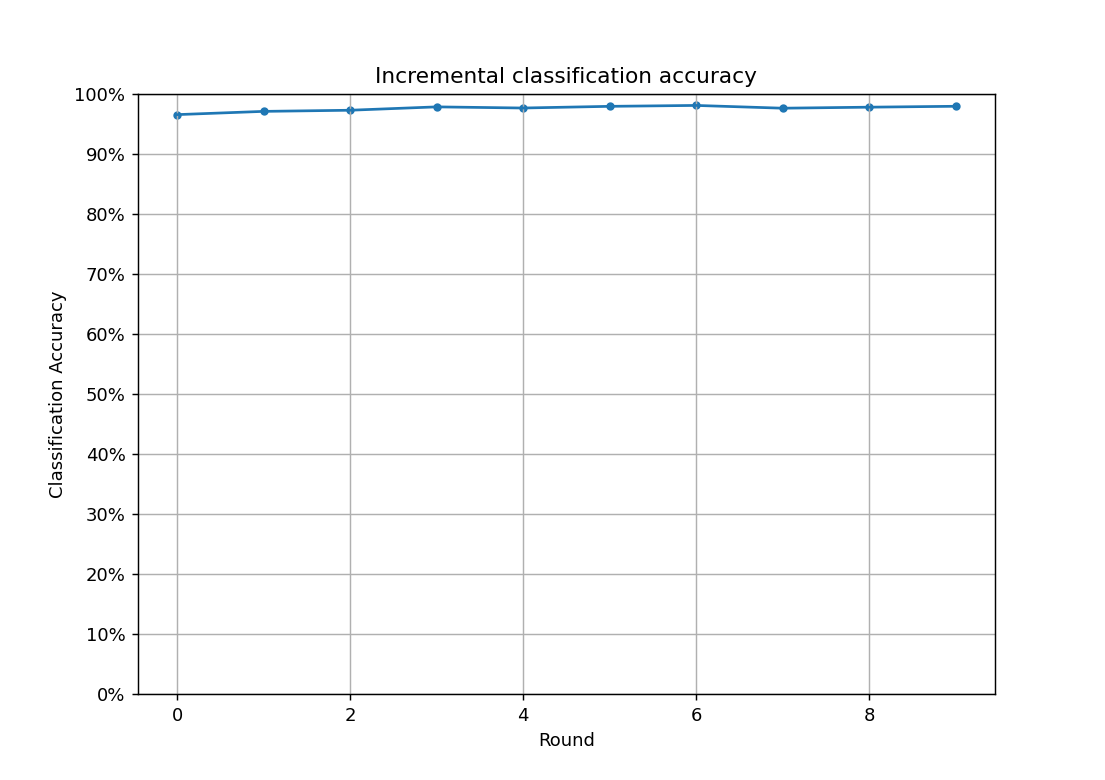 Incremental classification accuracy
100%
90%
80%
70%
60%
50%
40%
30%
20%
10%
0%
Classification Accuracy
0 2 4 6 8
Round